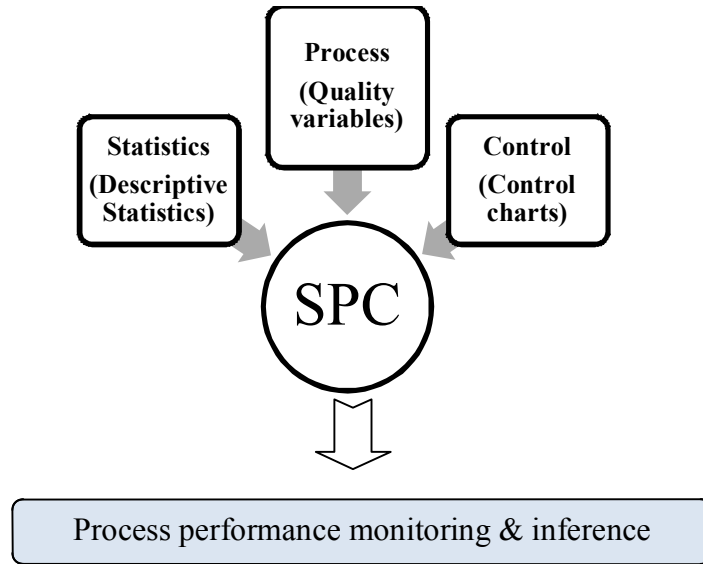 Process
(Quality
variables)
Statistics
(Descriptive
Statistics)
Control
(Control
charts)
SPC
Process performance monitoring & inference